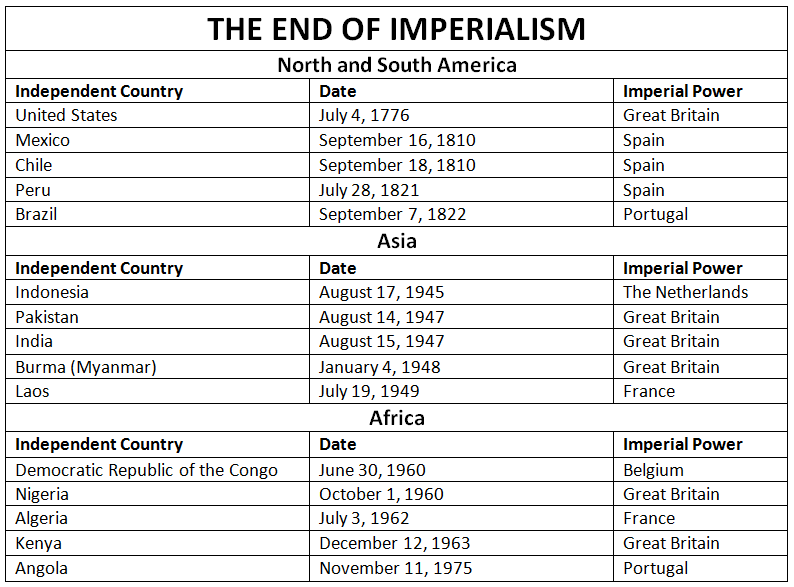 THE END OF IMPERIALISM
North and South America
Independent Country Date Imperial Power
United States July 4, 1776 Great Britain
Mexico September 16, 1810 Spain
Chile September 18, 1810 Spain
Peru July 28, 1821 Spain
Brazil September 7, 1822 Portugal
Asia
Independent Country Date Imperial Power
Indonesia August 17, 1945 The Netherlands
Pakistan August 14, 1947 Great Britain
India August 15, 1947 Great Britain
Burma (Myanmar) January 4, 1948 Great Britain
Laos July 19, 1949 France
Africa
Independent Country Date Imperial Power
Democratic Republic of the Congo June 30, 1960 Belgium
Nigeria October 1, 1960 Great Britain
Algeria July 3, 1962 France
Kenya December 12, 1963 Great Britain
Angola November 11, 1975 Portugal